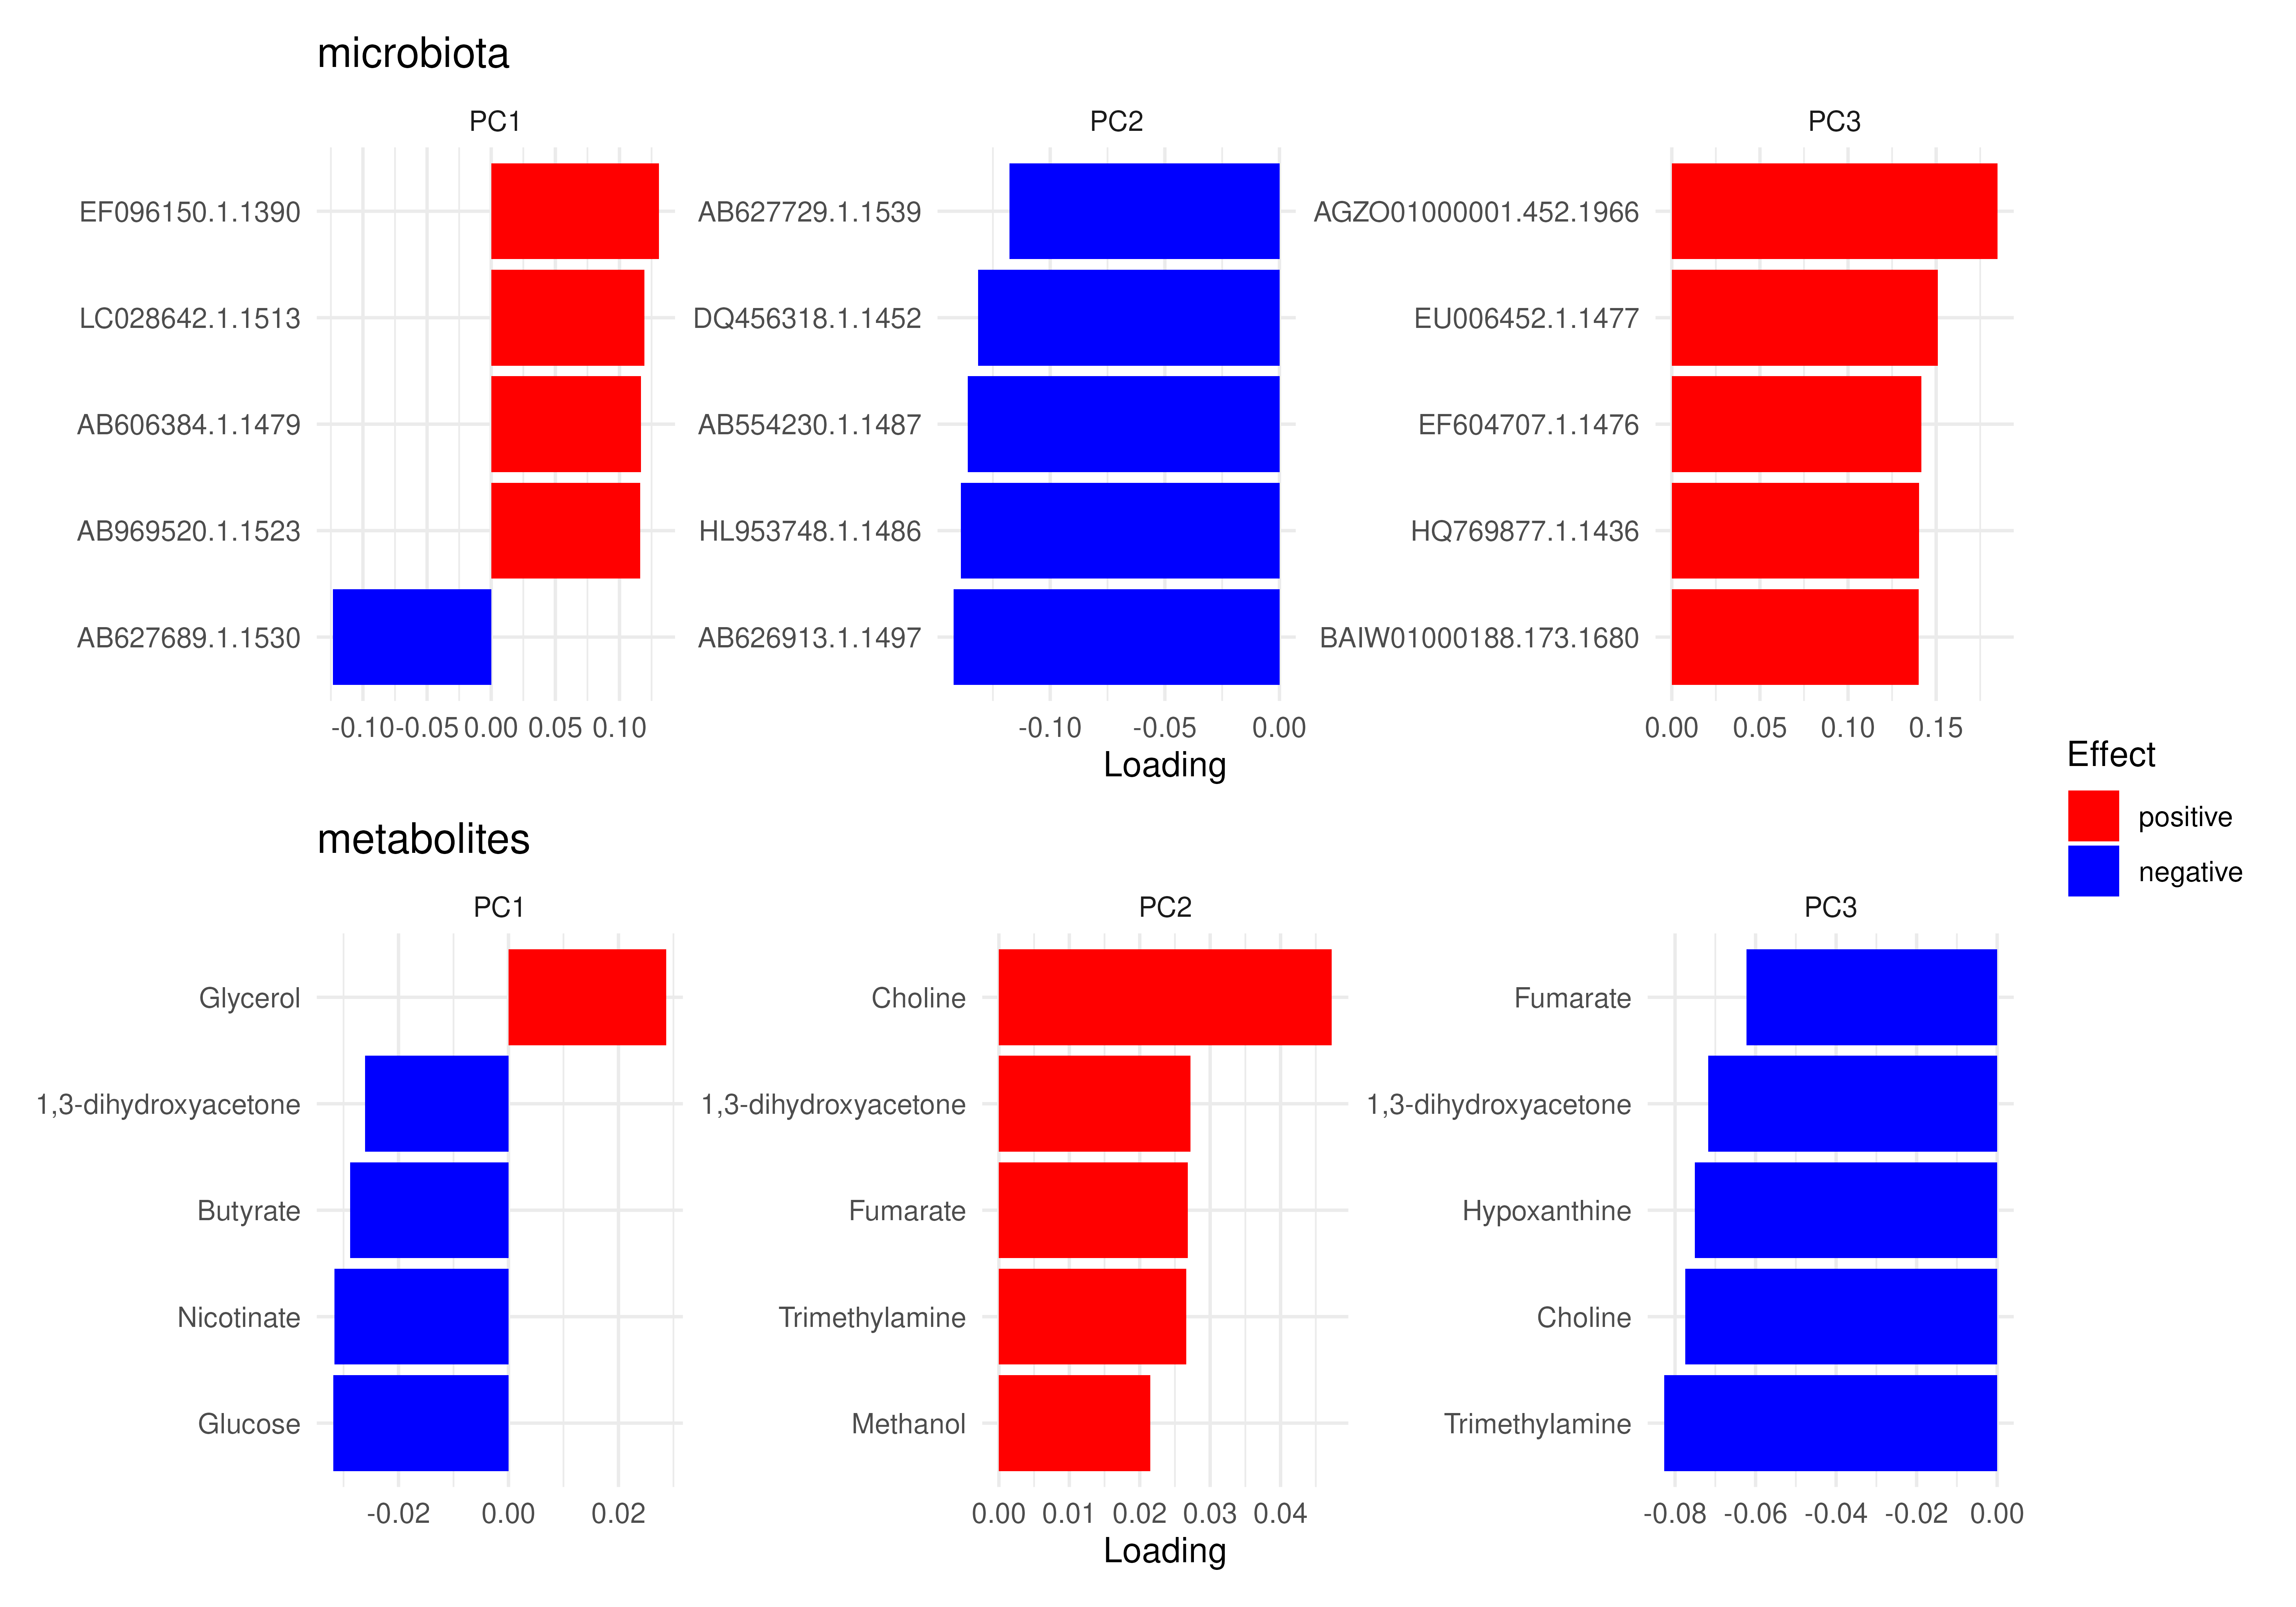 microbiota
PC1 PC2 PC3
EF096150.1.1390 AB627729.1.1539 AGZO01000001.452.1966
LC028642.1.1513 DQ456318.1.1452 EU006452.1.1477
AB606384.1.1479 AB554230.1.1487 EF604707.1.1476
AB969520.1.1523 HL953748.1.1486 HQ769877.1.1436
AB627689.1.1530 AB626913.1.1497 BAIW01000188.173.1680
-0.10 -0.05 0.00 0.05 0.10 -0.10 -0.05 0.00 0.00 0.05 0.10 0.15
Loading
Effect
positive
negative
metabolites
PC1 PC2 PC3
Glycerol Choline Fumarate
1,3-dihydroxyacetone 1,3-dihydroxyacetone 1,3-dihydroxyacetone
Butyrate Fumarate Hypoxanthine
Nicotinate Trimethylamine Choline
Glucose Methanol Trimethylamine
-0.02 0.00 0.02 0.00 0.01 0.02 0.03 0.04 -0.08 -0.06 -0.04 -0.02 0.00
Loading